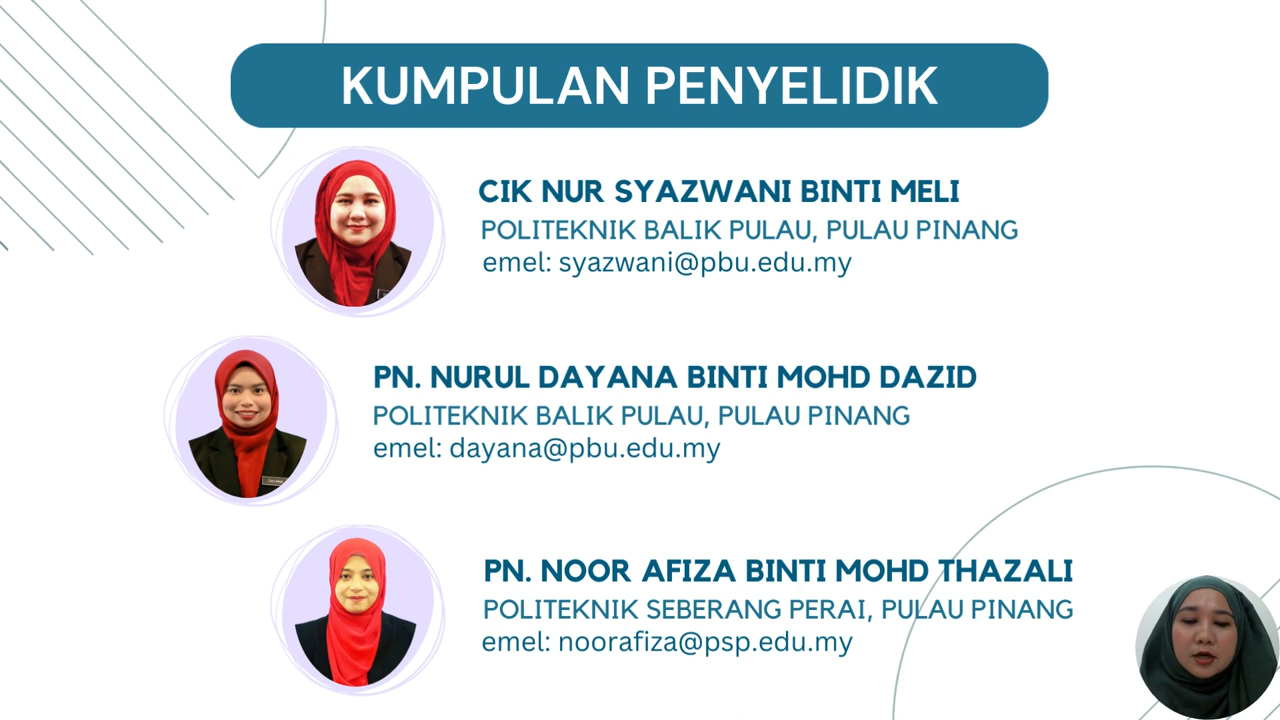 KUMPULAN PENYELIDIK
CIK NUR SYAZWANI BINTI MELI
POLITEKNIK BALIK PULAU, PULAU PINANG
emel: syazwani@pbu.edu.my
PN. NURUL DAYANA BINTI MOHD DAZID
POLITEKNIK BALIK PULAU, PULAU PINANG
emel: dayana@pbu.edu.my
PN. NOOR AFIZA BINTI MOHD THAZALI
POLITEKNIK SEBERANG PERAI, PULAU PINANG
emel: noorafiza@psp.edu.my